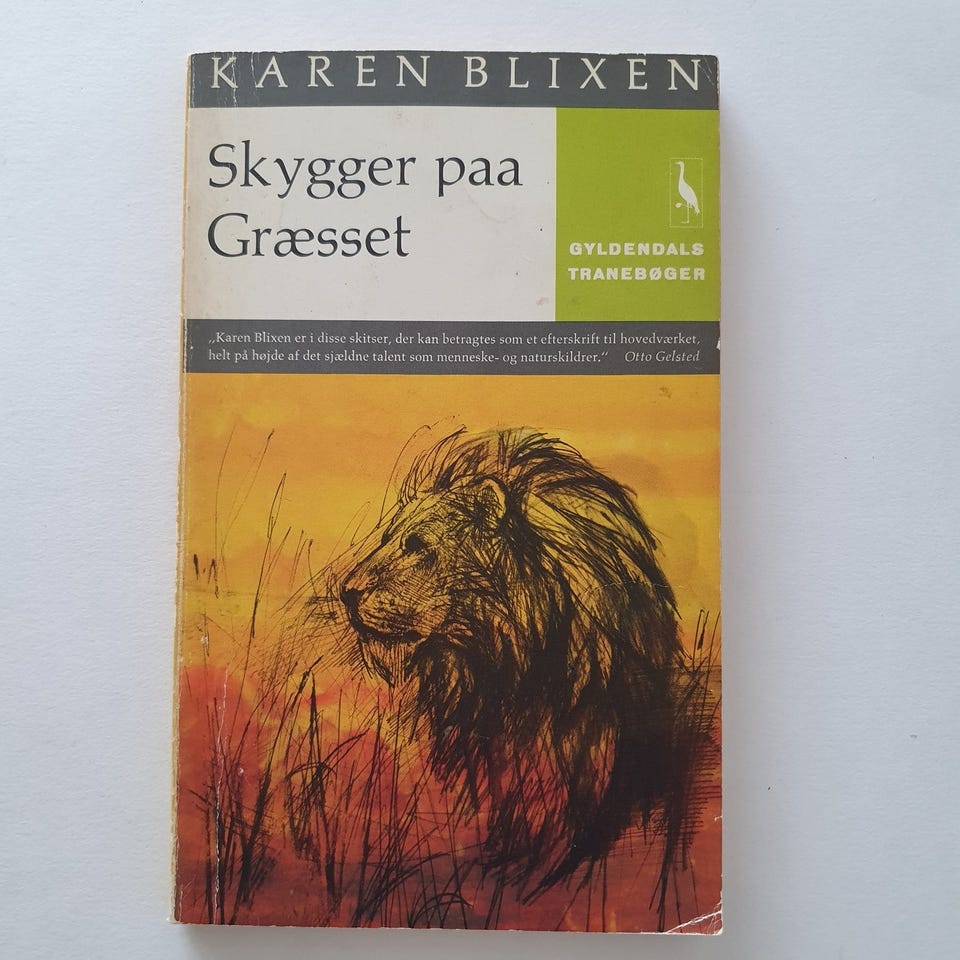 KAREN BLIXEN
Skygger paa
Græsset
GYLDENDALS
TRANEBØGER
„Karen Blixen er i disse skitser, der kan betragtes som et efterskrift til hovedværket,
helt på højde af det sjældne talent som menneske- og naturskildrer.“ Otto Gelsted